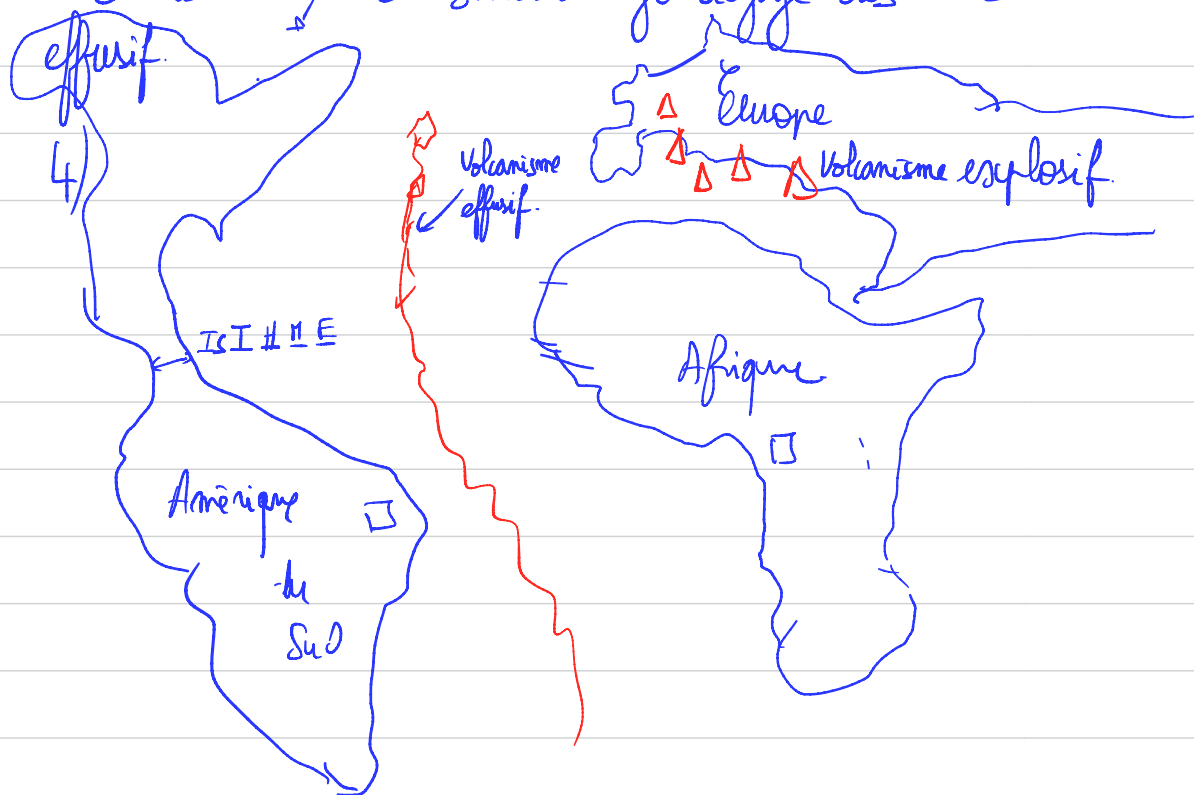 effusif.
4)
Europe
Volcanisme explosif.
Volcanisme
effusif.
ISTHME
Afrique
Amérique
du
SuD